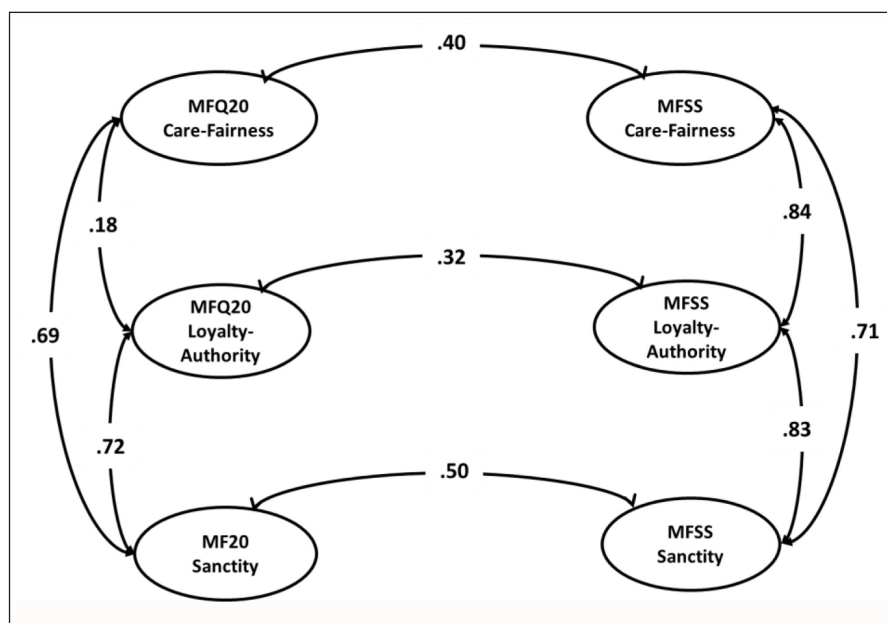 .40
MFQ20
Care-Fairness
MFSS
Care-Fairness
.18
.84
.32
MFQ20
Loyalty-
Authority
MFSS
Loyalty-
Authority
.69
.71
.72
.83
.50
MF20
Sanctity
MFSS
Sanctity